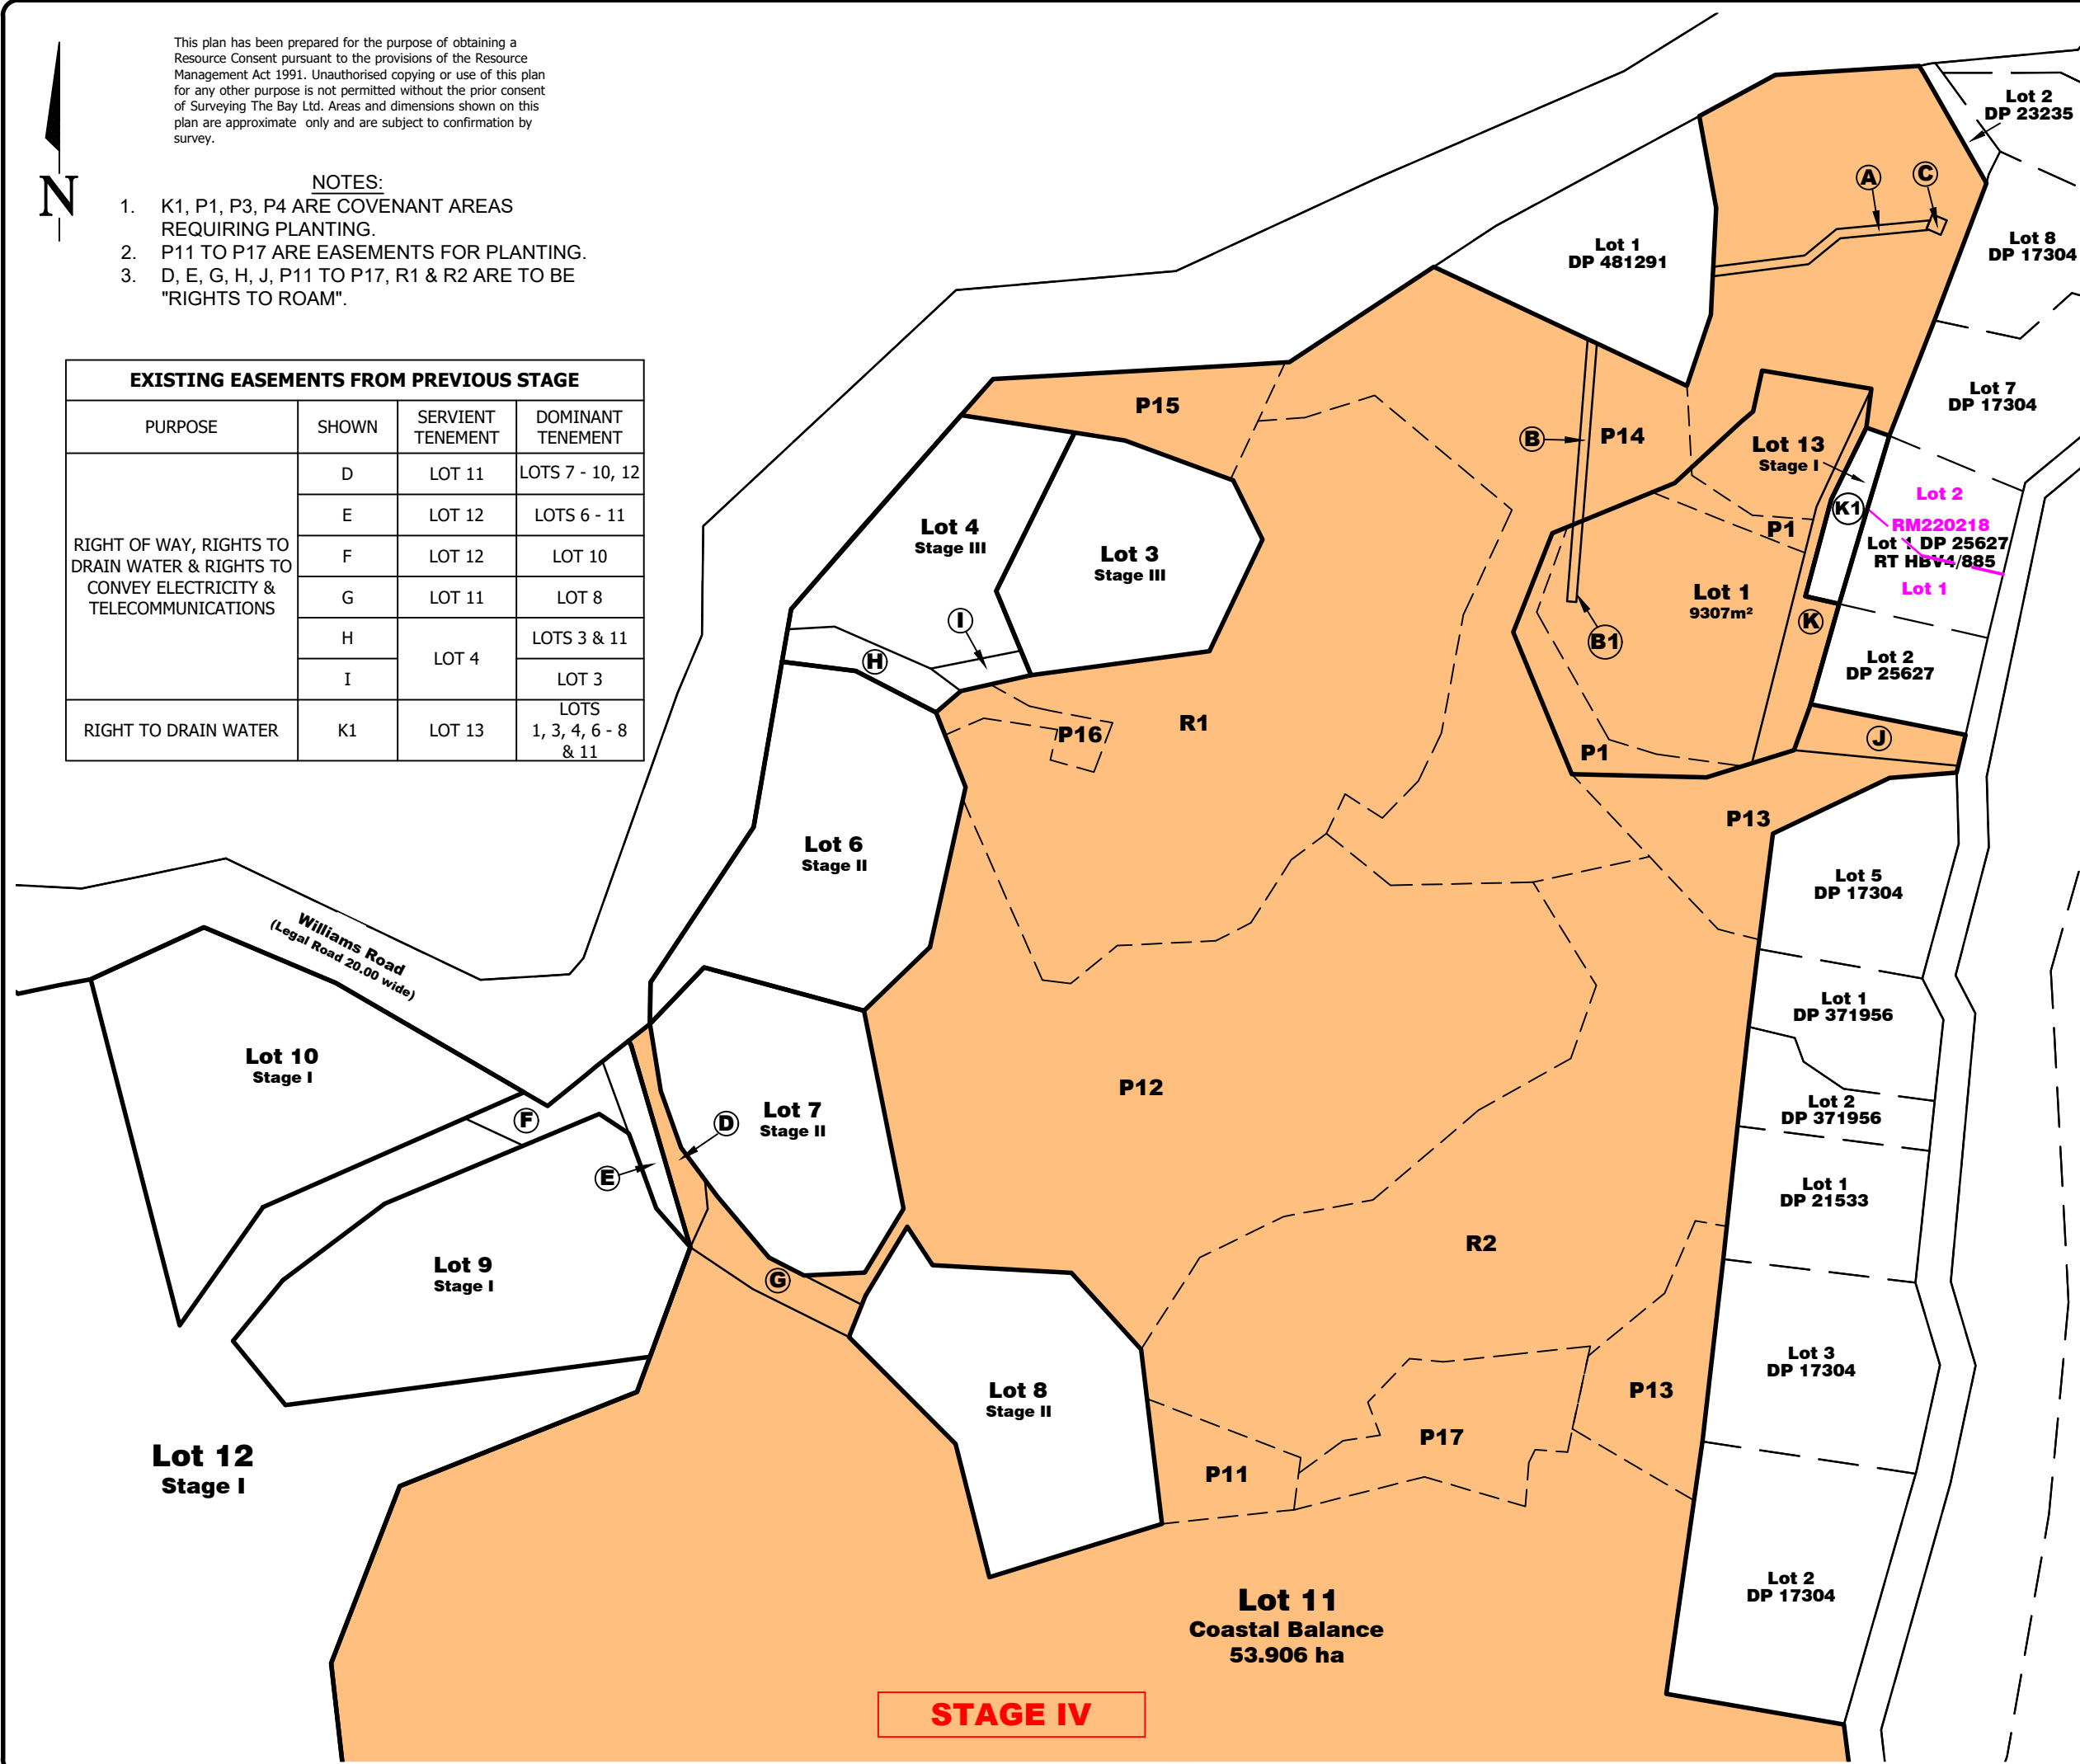 This plan has been prepared for the purpose of obtaining a
Resource Consent pursuant to the provisions of the Resource
Management Act 1991. Unauthorised copying or use of this plan
for any other purpose is not permitted without the prior consent
of Surveying The Bay Ltd. Areas and dimensions shown on this
plan are approximate only and are subject to confirmation by
survey.
N
NOTES:
1. K1, P1, P3, P4 ARE COVENANT AREAS
REQUIRING PLANTING.
2. P11 TO P17 ARE EASEMENTS FOR PLANTING.
3. D, E, G, H, J, P11 TO P17, R1 & R2 ARE TO BE
"RIGHTS TO ROAM".
EXISTING EASEMENTS FROM PREVIOUS STAGE
PURPOSE
SHOWN
SERVIENT
TENEMENT
DOMINANT
TENEMENT
RIGHT OF WAY, RIGHTS TO
DRAIN WATER & RIGHTS TO
CONVEY ELECTRICITY &
TELECOMMUNICATIONS
D
LOT 11
LOTS 7 - 10, 12
E
LOT 12
LOTS 6 - 11
F
LOT 12
LOT 10
G
LOT 11
LOT 8
H
LOT 4
LOTS 3 & 11
I
LOT 3
RIGHT TO DRAIN WATER
K1
LOT 13
LOTS
1, 3, 4, 6 - 8
& 11
Lot 2
DP 23235
A
C
Lot 8
DP 17304
Lot 1
DP 481291
Lot 7
DP 17304
P15
B
P14
Lot 13
Stage I
Lot 2
K1
RM220218
Lot 1 DP 25627
RT HBV4/885
Lot 1
P1
Lot 4
Stage III
Lot 3
Stage III
Lot 1
9307m²
I
K
B1
H
Lot 2
DP 25627
R1
P16
J
P1
P13
Lot 6
Stage II
Lot 5
DP 17304
Williams Road
(Legal Road 20.00 wide)
Lot 1
DP 371956
Lot 10
Stage I
P12
Lot 2
DP 371956
Lot 7
Stage II
F
D
E
Lot 1
DP 21533
R2
Lot 9
Stage I
G
Lot 3
DP 17304
Lot 8
Stage II
P13
P17
P11
Lot 12
Stage I
Lot 2
DP 17304
Lot 11
Coastal Balance
53.906 ha
STAGE IV